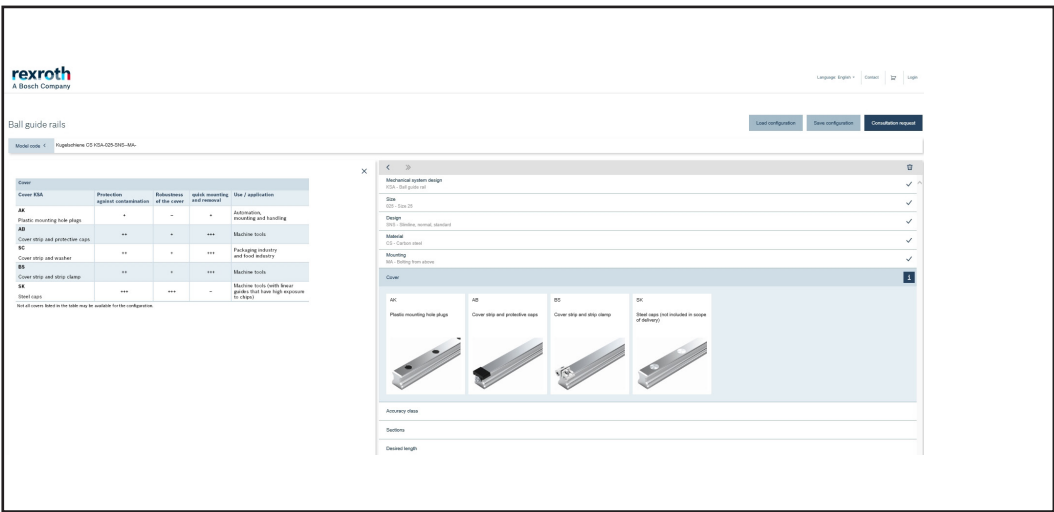 rexroth
A Bosch Company
Language: English
Contact
Login
Ball guide rails
Load configuration
Save configuration
Consultation request
Model code 1
Kugelschiene CS KSA-025-SNS--MA-
Cover
Cover KSA
Protection against contamination
Robustness of the cover
quick mounting and removal
Use / application
AK
Plastic mounting hole plugs
+
–
+
Automation,
mounting and handling
AB
Cover strip and protective caps
++
+
+++
Machine tools
SC
Cover strip and washer
++
+
+++
Packaging industry
and food industry
BS
Cover strip and strip clamp
++
+
+++
Machine tools
SK
Steel caps
+++
+++
–
Machine tools (with linear
guides that have high exposure
to chips)
Not all covers listed in the table may be available for the configuration.
Mechanical system design
KSA - Ball guide rail
Size
025 - Size 25
Design
SNS - Slimline, normal, standard
Material
CS - Carbon steel
Mounting
MA - Bolting from above
Cover
i
AK
Plastic mounting hole plugs
AB
Cover strip and protective caps
BS
Cover strip and strip clamp
SK
Steel caps (not included in scope
of delivery)
Accuracy class
Sections
Desired length